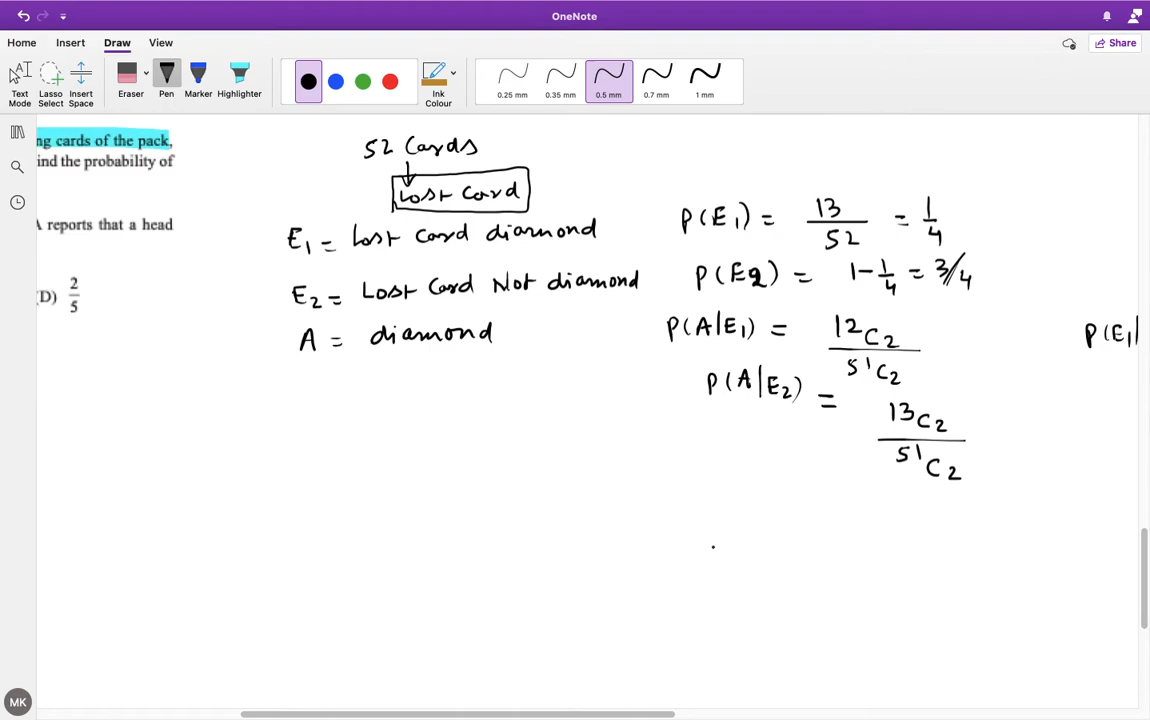 OneNote
Home Insert Draw View
Share
Text Mode
Lasso Select
Insert Space
Eraser
Pen
Marker
Highlighter
Ink Colour
0.25 mm
0.35 mm
0.5 mm
0.7 mm
1 mm
ng cards of the pack,
ind the probability of
A reports that a head
(D) 2/5
52 Cards
↓
Lost Card
E₁ = Lost Card diamond
E₂ = Lost Card Not diamond
A = diamond
P(E₁) = 13/52 = 1/4
P(E2) = 1-1/4 = 3/4
P(A|E₁) = 12C₂/51C₂
P(A|E₂) = 13C₂/51C₂
P(E₁|
MK